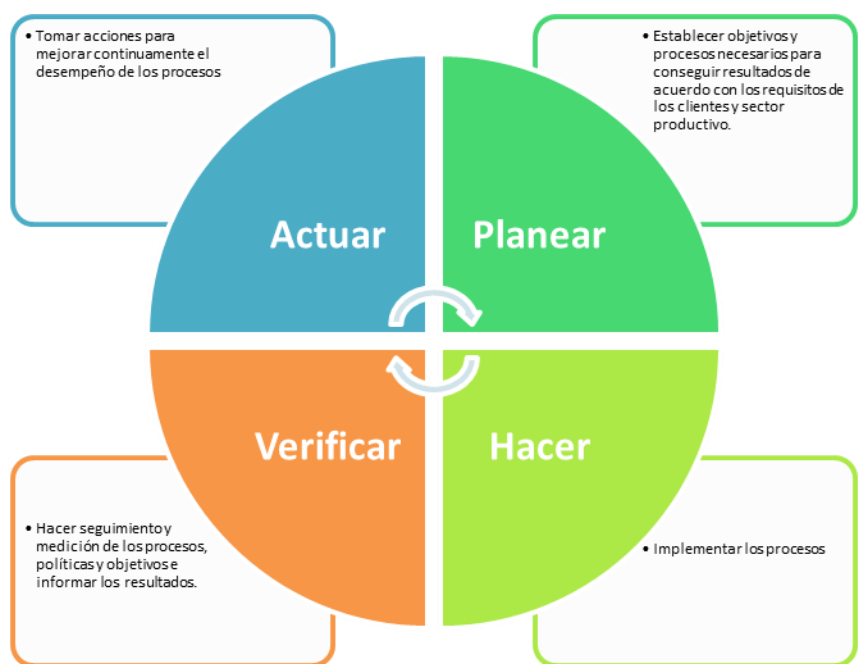 • Tomar acciones para
mejorar continuamente el
desempeño de los procesos
• Establecer objetivos y
procesos necesarios para
conseguir resultados de
acuerdo con los requisitos de
los clientes y sector
productivo.
Actuar
Planear
Verificar
Hacer
• Hacer seguimiento y
medición de los procesos,
políticas y objetivos e
informar los resultados.
• Implementar los procesos